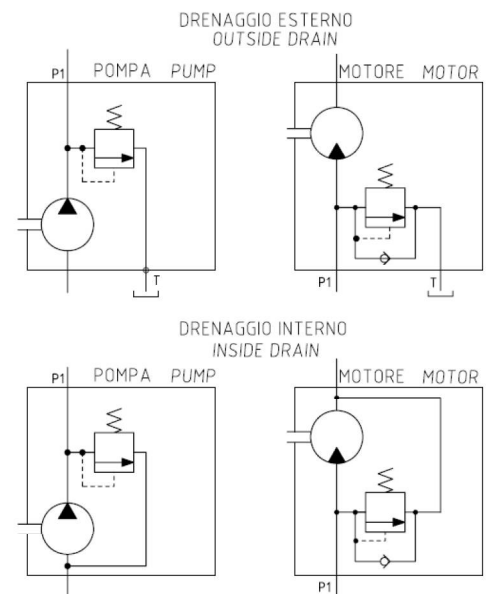 DRENAGGIO ESTERNO
OUTSIDE DRAIN
P1 POMPA PUMP
MOTORE MOTOR
T
P1
T
DRENAGGIO INTERNO
INSIDE DRAIN
P1 POMPA PUMP
MOTORE MOTOR
P1